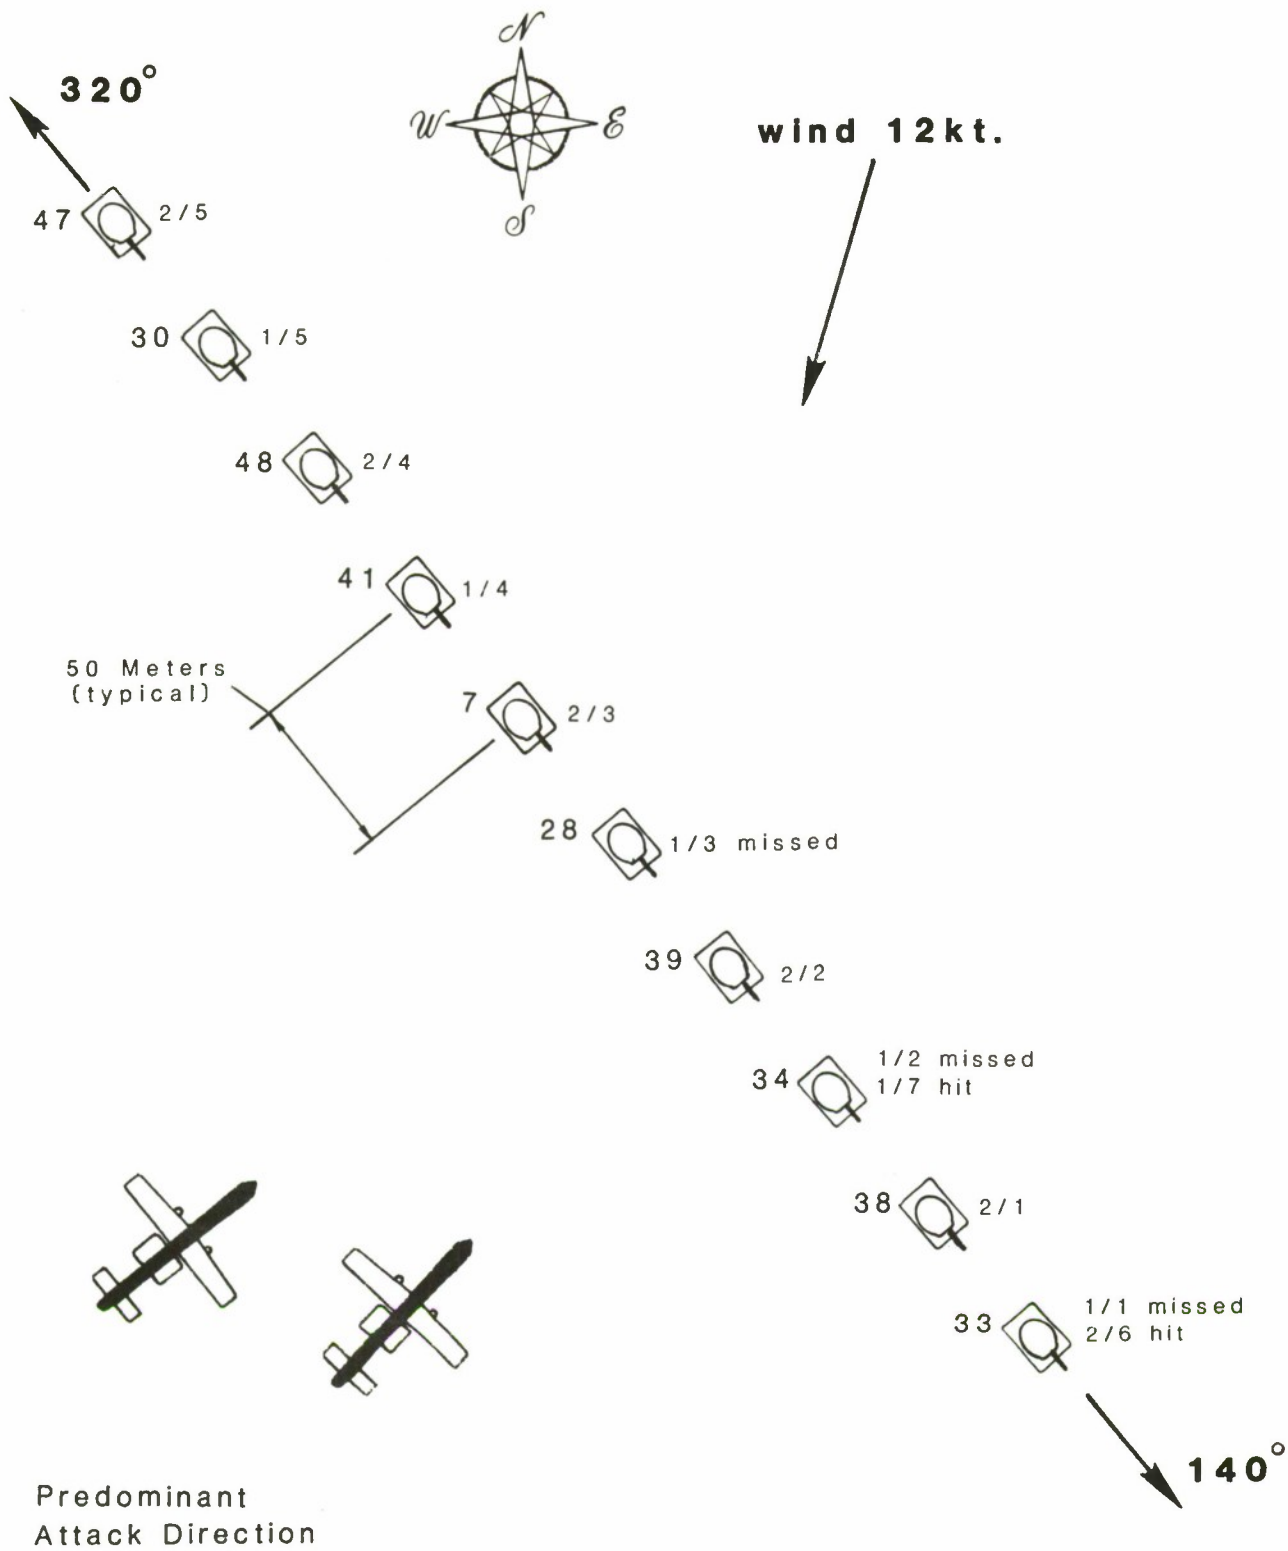 N
320°
W E
wind 12kt.
S
47 2/5
30 1/5
48 2/4
41 1/4
50 Meters
(typical)
7 2/3
28 1/3 missed
39 2/2
34 1/2 missed
1/7 hit
38 2/1
33 1/1 missed
2/6 hit
140°
Predominant
Attack Direction